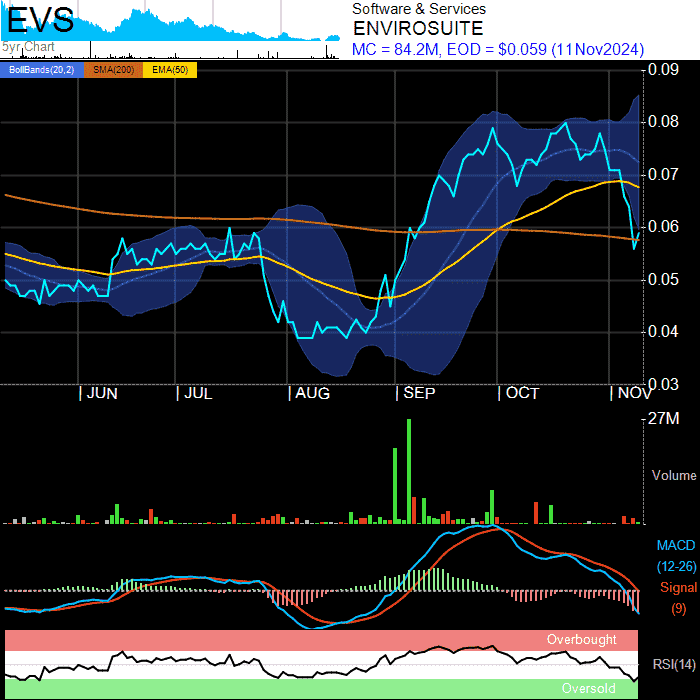 EVS
5yr Chart
Software & Services
ENVIROSUITE
MC = 84.2M, EOD = $0.059 (11Nov2024)
BollBands(20,2) SMA(200) EMA(50)
0.09
0.08
0.07
0.06
0.05
0.04
0.03
JUN JUL AUG SEP OCT NOV
27M
Volume
MACD
(12-26)
Signal
(9)
Overbought
RSI(14)
Oversold